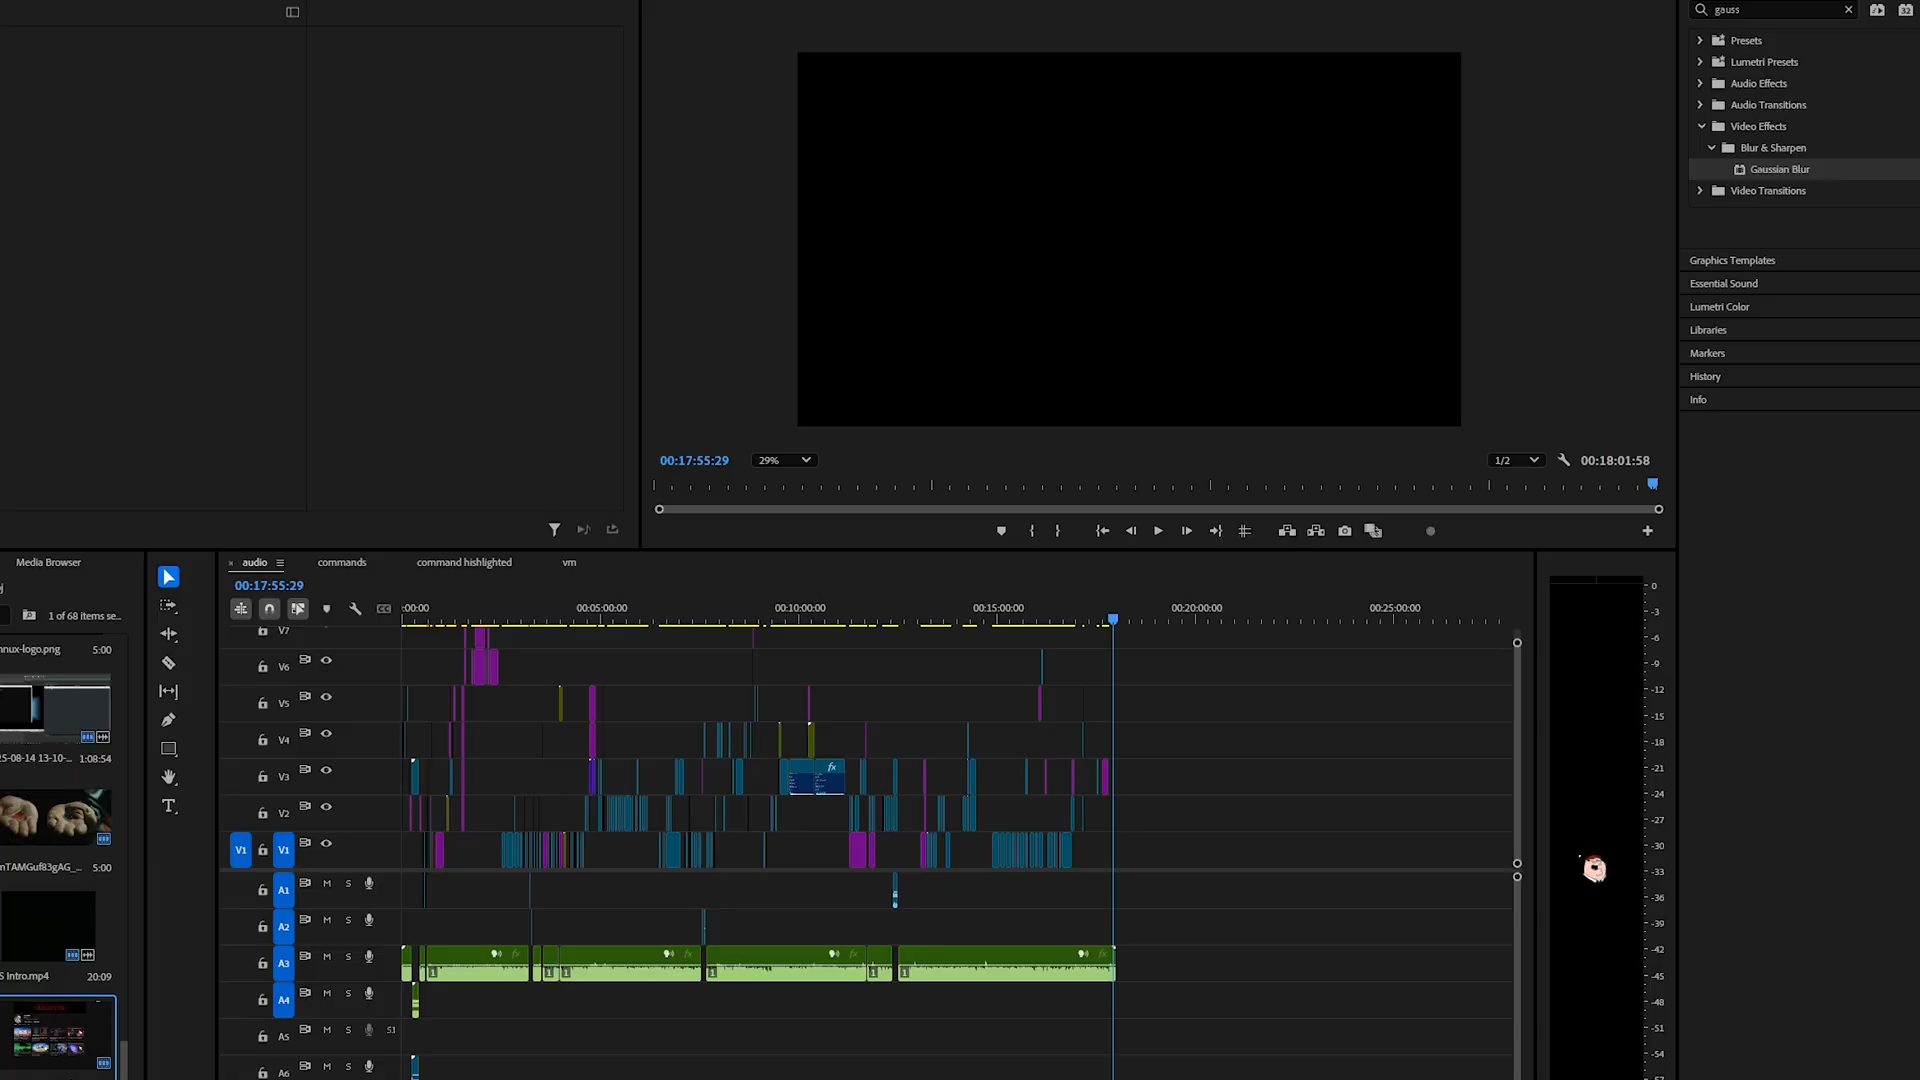 gauss
32
Presets
Lumetri Presets
Audio Effects
Audio Transitions
Video Effects
Blur & Sharpen
Gaussian Blur
Video Transitions
Graphics Templates
Essential Sound
Lumetri Color
Libraries
Markers
History
Info
00:17:55:29
29%
1/2
00:18:01:58
Media Browser
1 of 68 items se...
nnux-logo.png 5:00
25-08-14 13-10-... 1:08:54
mTAMGuf83gAG_... 5:00
S Intro.mp4 20:09
audio
commands
command highlighted
vm
00:17:55:29
CC
:00:00
00:05:00:00
00:10:00:00
00:15:00:00
00:20:00:00
00:25:00:00
V7
V6
V5
V4
V3 fx
V2
V1 V1
A1 M S
A2 M S
A3 M S
A4 M S
A5 M S 5.1
A6 M S
0
-3
-6
-9
-12
-15
-18
-21
-24
-27
-30
-33
-36
-39
-42
-45
-48
-51
-54